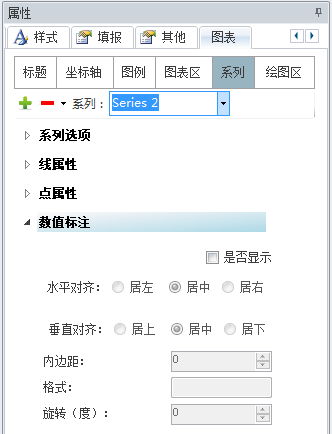 属性
样式 填报 其他 图表
标题 坐标轴 图例 图表区 系列 绘图区
系列： Series 2
系列选项
线属性
点属性
数值标注
是否显示
水平对齐： 居左 居中 居右
垂直对齐： 居上 居中 居下
内边距： 0
格式：
旋转（度）： 0